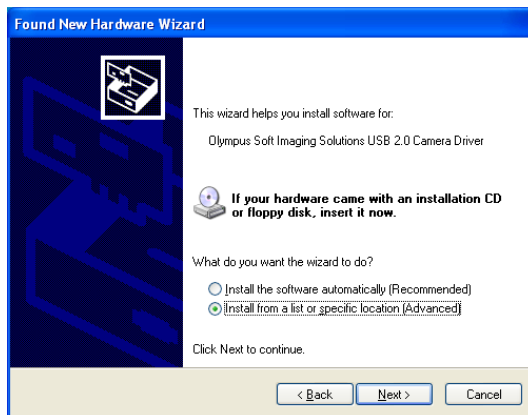 Found New Hardware Wizard
This wizard helps you install software for:
Olympus Soft Imaging Solutions USB 2.0 Camera Driver
If your hardware came with an installation CD
or floppy disk, insert it now.
What do you want the wizard to do?
Install the software automatically (Recommended)
Install from a list or specific location (Advanced)
Click Next to continue.
< Back Next > Cancel